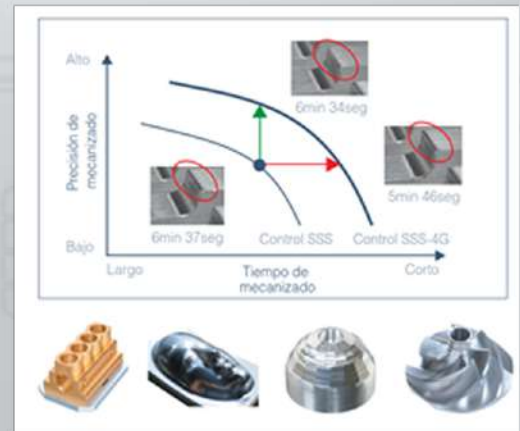 Alto
6min 34seg
Precisión de
mecanizado
5min 46seg
6min 37seg
Control SSS
Control SSS-4G
Bajo
Largo
Tiempo de
mecanizado
Corto